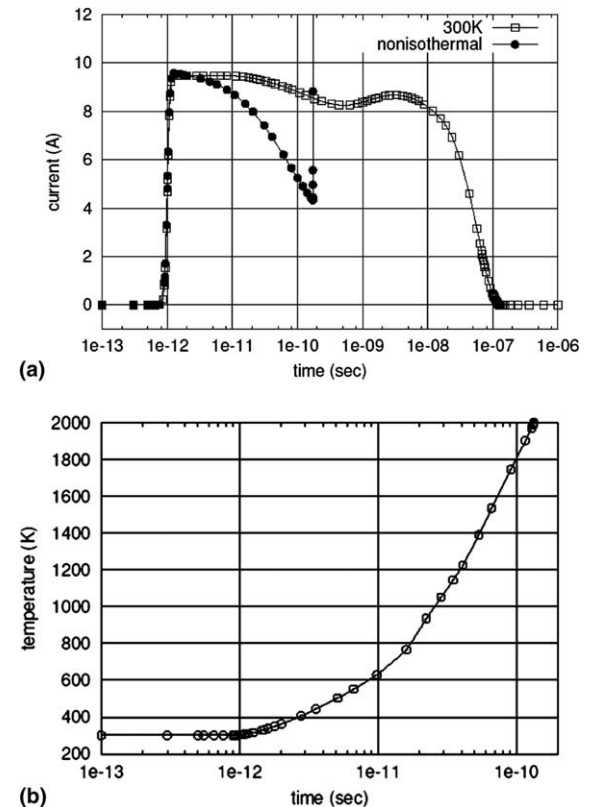 12
10
8
6
4
2
0
current (A)
300K
nonisothermal
1e-13 1e-12 1e-11 1e-10 1e-09 1e-08 1e-07 1e-06
(a)
time (sec)
2000
1800
1600
1400
1200
1000
800
600
400
200
temperature (K)
1e-13 1e-12 1e-11 1e-10
(b)
time (sec)